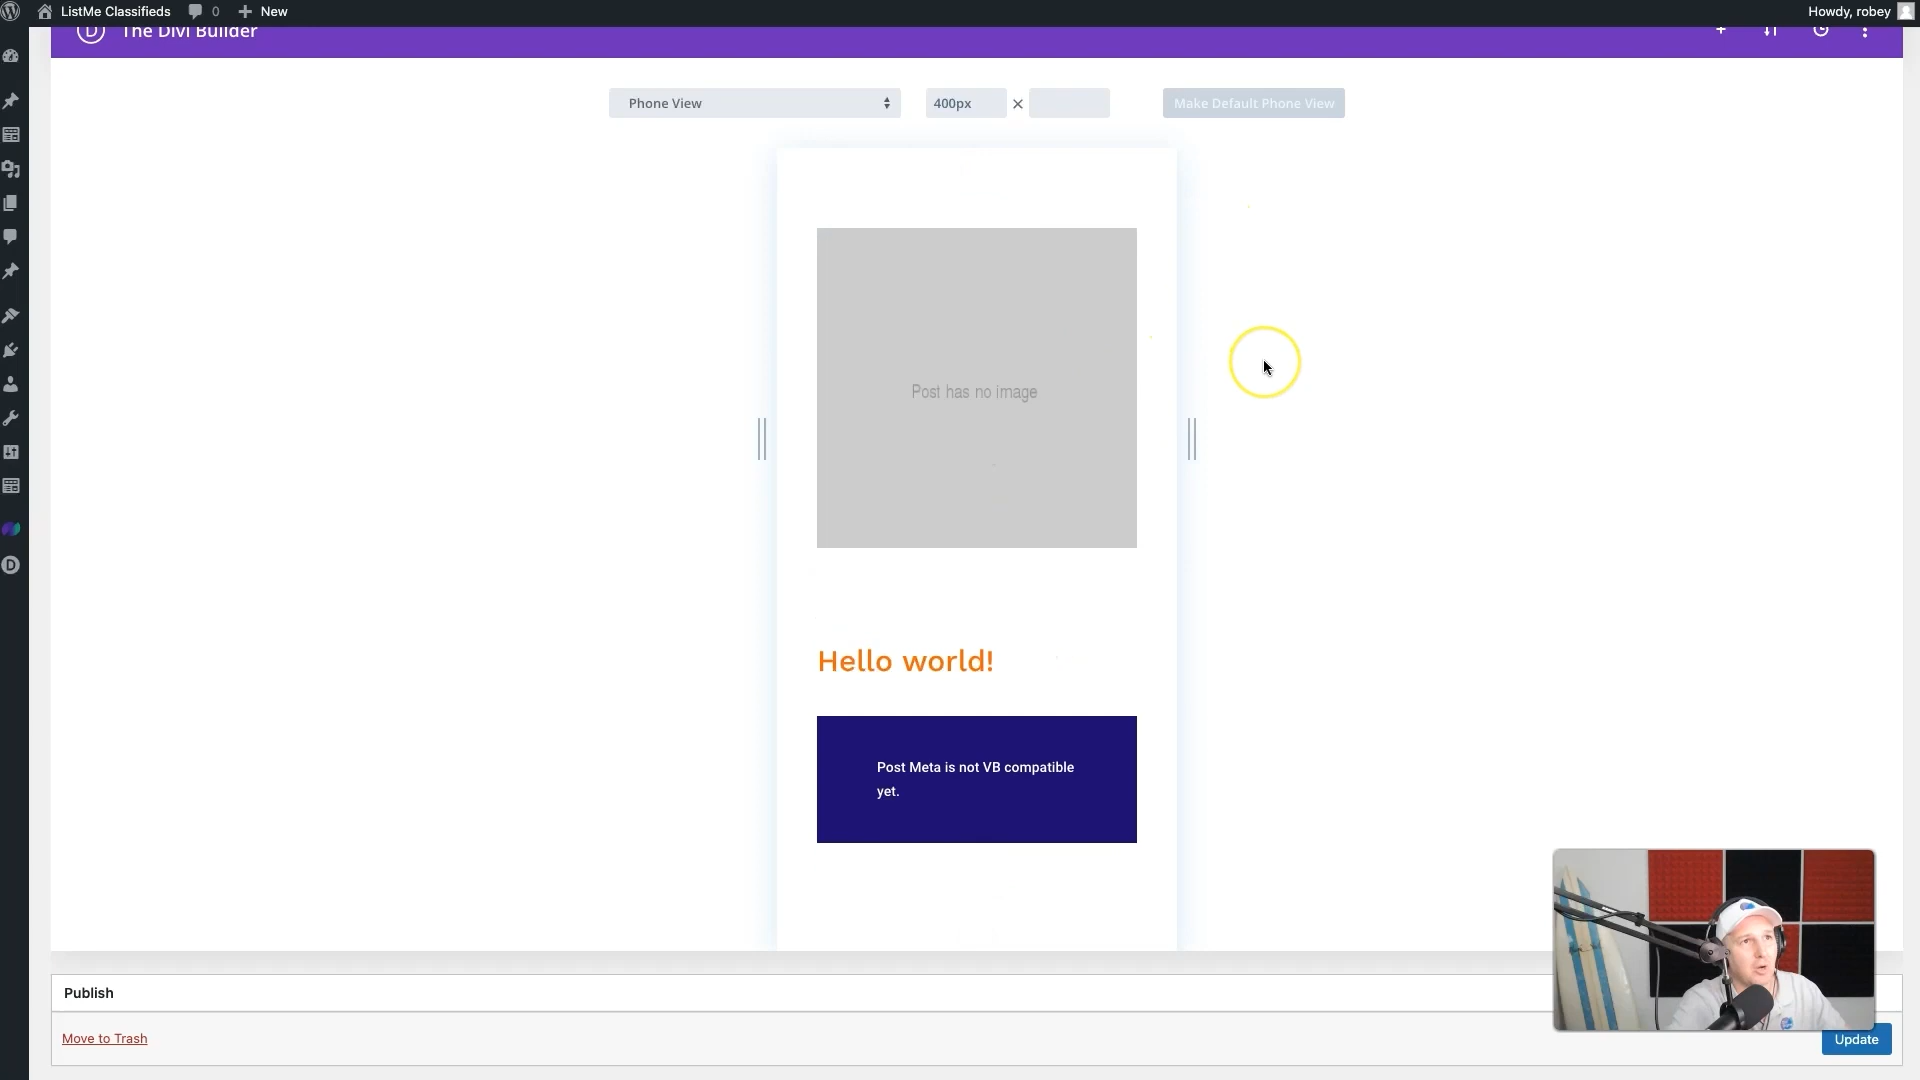 ListMe Classifieds 0 New Howdy, robey
The Divi Builder
Phone View 400px Make Default Phone View
Post has no image
Hello world!
Post Meta is not VB compatible
yet.
Publish
Move to Trash Update